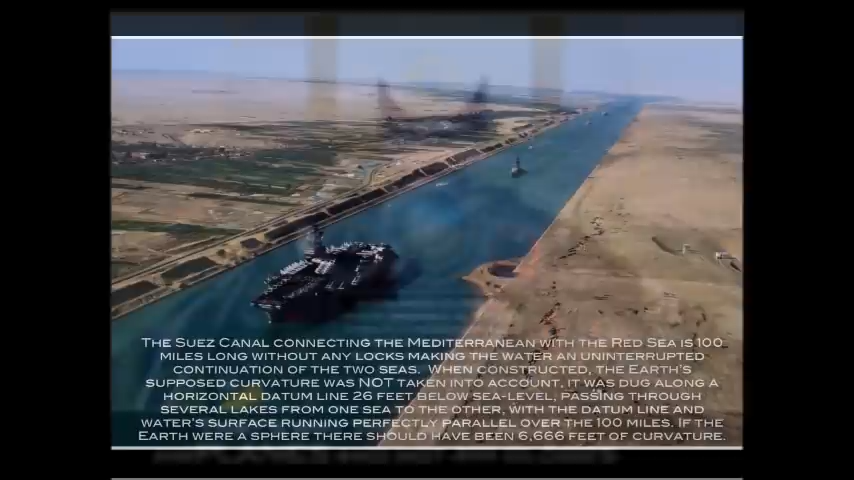 THE SUEZ CANAL CONNECTING THE MEDITERRANEAN WITH THE RED SEA IS 100
MILES LONG WITHOUT ANY LOCKS MAKING THE WATER AN UNINTERRUPTED
CONTINUATION OF THE TWO SEAS. WHEN CONSTRUCTED, THE EARTH'S
SUPPOSED CURVATURE WAS NOT TAKEN INTO ACCOUNT, IT WAS DUG ALONG A
HORIZONTAL DATUM LINE 26 FEET BELOW SEA-LEVEL, PASSING THROUGH
SEVERAL LAKES FROM ONE SEA TO THE OTHER, WITH THE DATUM LINE AND
WATER'S SURFACE RUNNING PERFECTLY PARALLEL OVER THE 100 MILES. IF THE
EARTH WERE A SPHERE THERE SHOULD HAVE BEEN 6,666 FEET OF CURVATURE.